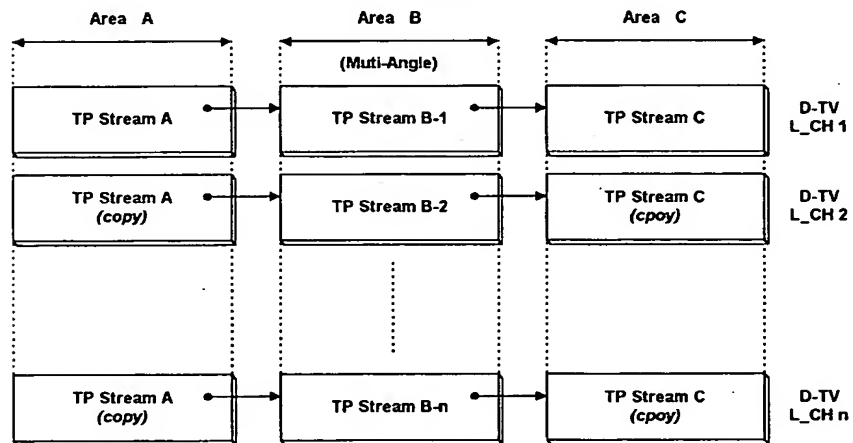 Area A Area B Area C
(Muti-Angle)
TP Stream A TP Stream B-1 TP Stream C D-TV
L_CH 1
TP Stream A
(copy)
TP Stream B-2
TP Stream C
(cpoy)
D-TV
L_CH 2
TP Stream A
(copy)
TP Stream B-n
TP Stream C
(cpoy)
D-TV
L_CH n